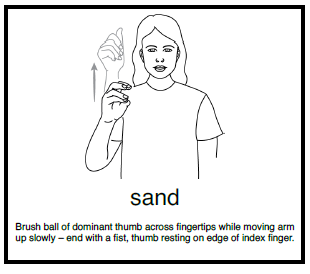 sand
Brush ball of dominant thumb across fingertips while moving arm
up slowly – end with a fist, thumb resting on edge of index finger.